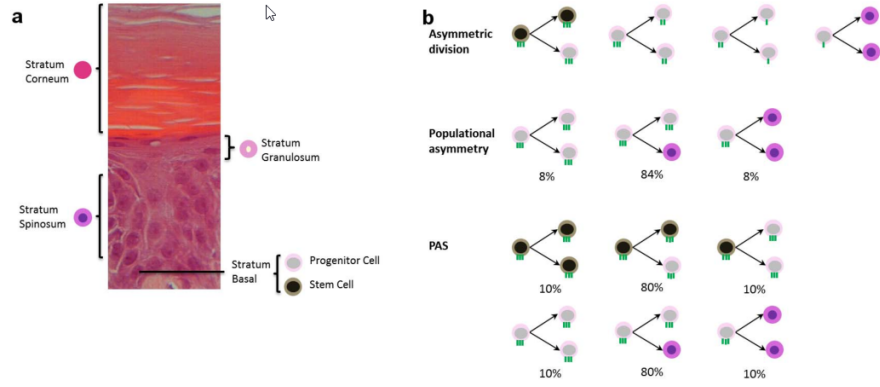 a
Stratum
Corneum
Stratum
Granulosum
Stratum
Spinosum
Stratum
Basal
Progenitor Cell
Stem Cell
b
Asymmetric
division
Populational
asymmetry
8% 84% 8%
PAS
10% 80% 10%
10% 80% 10%